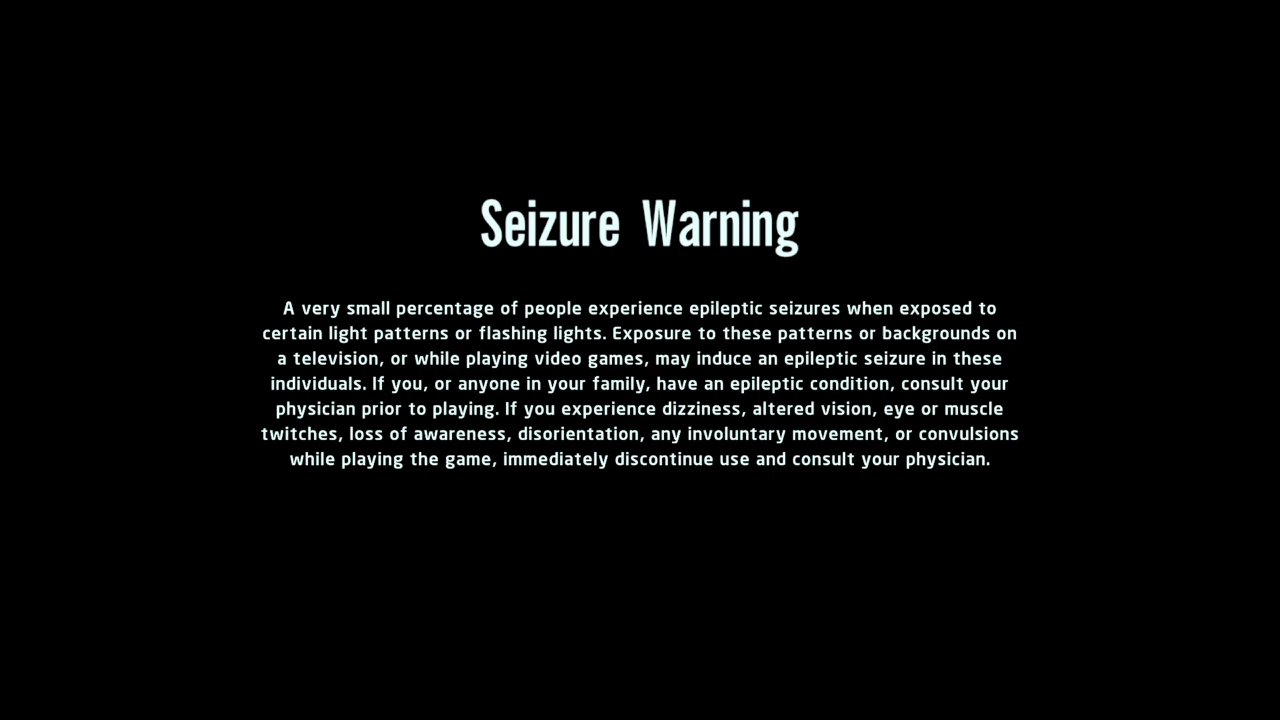 Seizure Warning
A very small percentage of people experience epileptic seizures when exposed to
certain light patterns or flashing lights. Exposure to these patterns or backgrounds on
a television, or while playing video games, may induce an epileptic seizure in these
individuals. If you, or anyone in your family, have an epileptic condition, consult your
physician prior to playing. If you experience dizziness, altered vision, eye or muscle
twitches, loss of awareness, disorientation, any involuntary movement, or convulsions
while playing the game, immediately discontinue use and consult your physician.